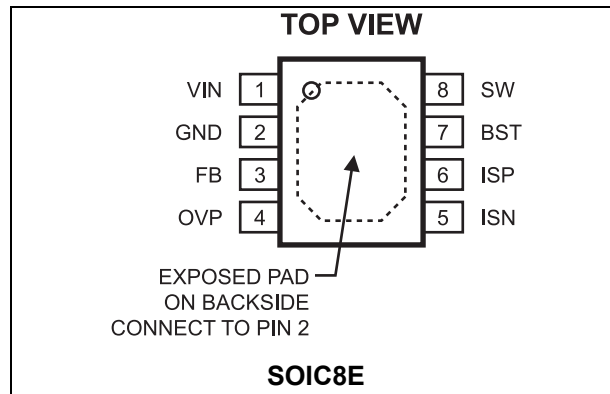 TOP VIEW
VIN 1 8 SW
GND 2 7 BST
FB 3 6 ISP
OVP 4 5 ISN
EXPOSED PAD
ON BACKSIDE
CONNECT TO PIN 2
SOIC8E